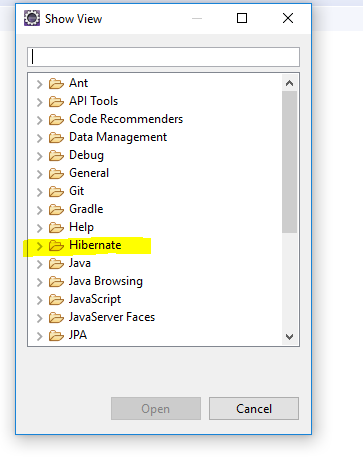 Show View
Ant
API Tools
Code Recommenders
Data Management
Debug
General
Git
Gradle
Help
Hibernate
Java
Java Browsing
JavaScript
JavaServer Faces
JPA
Open
Cancel